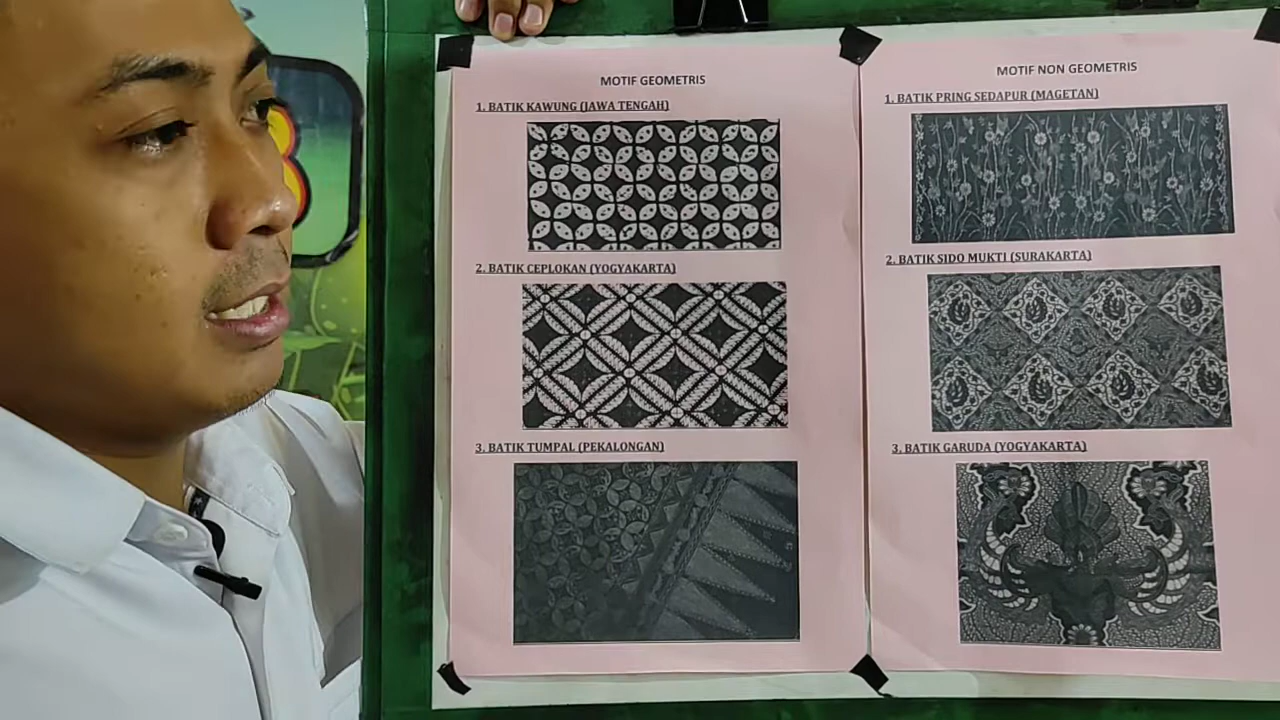 MOTIF GEOMETRIS
1. BATIK KAWUNG (JAWA TENGAH)
2. BATIK CEPLOKAN (YOGYAKARTA)
3. BATIK TUMPAL (PEKALONGAN)
MOTIF NON GEOMETRIS
1. BATIK PRING SEDAPUR (MAGETAN)
2. BATIK SIDO MUKTI (SURAKARTA)
3. BATIK GARUDA (YOGYAKARTA)